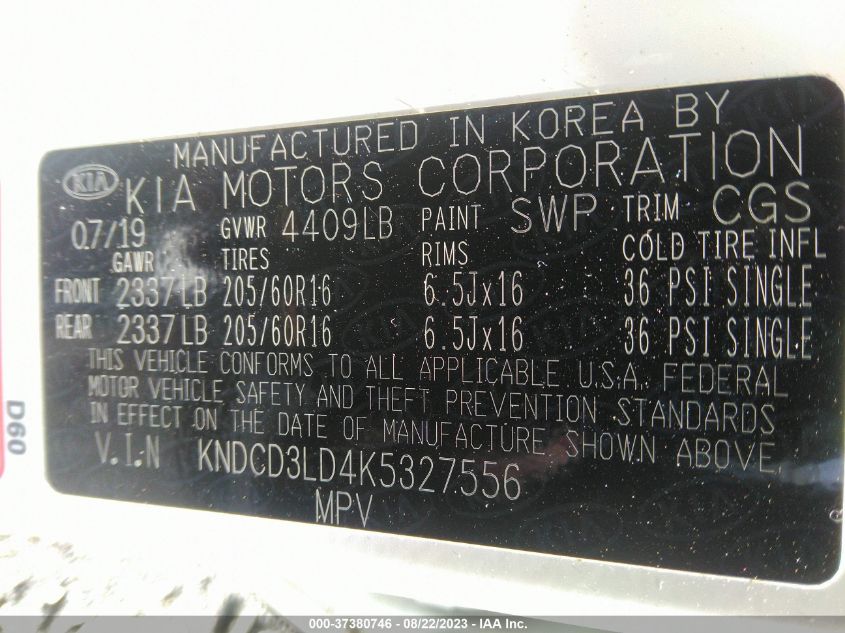 MANUFACTURED IN KOREA BY
KIA KIA MOTORS CORPORATION
07/19 GVWR 4409LB PAINT SWP TRIM CGS
GAWR TIRES RIMS COLD TIRE INFL
FRONT 2337LB 205/60R16 6.5Jx16 36 PSI SINGLE
REAR 2337LB 205/60R16 6.5Jx16 36 PSI SINGLE
THIS VEHICLE CONFORMS TO ALL APPLICABLE U.S.A. FEDERAL
MOTOR VEHICLE SAFETY AND THEFT PREVENTION STANDARDS
IN EFFECT ON THE DATE OF MANUFACTURE SHOWN ABOVE,
V.I.N KNDCD3LD4K5327556
MPV
D60
000-37380746 - 08/22/2023 - IAA Inc.